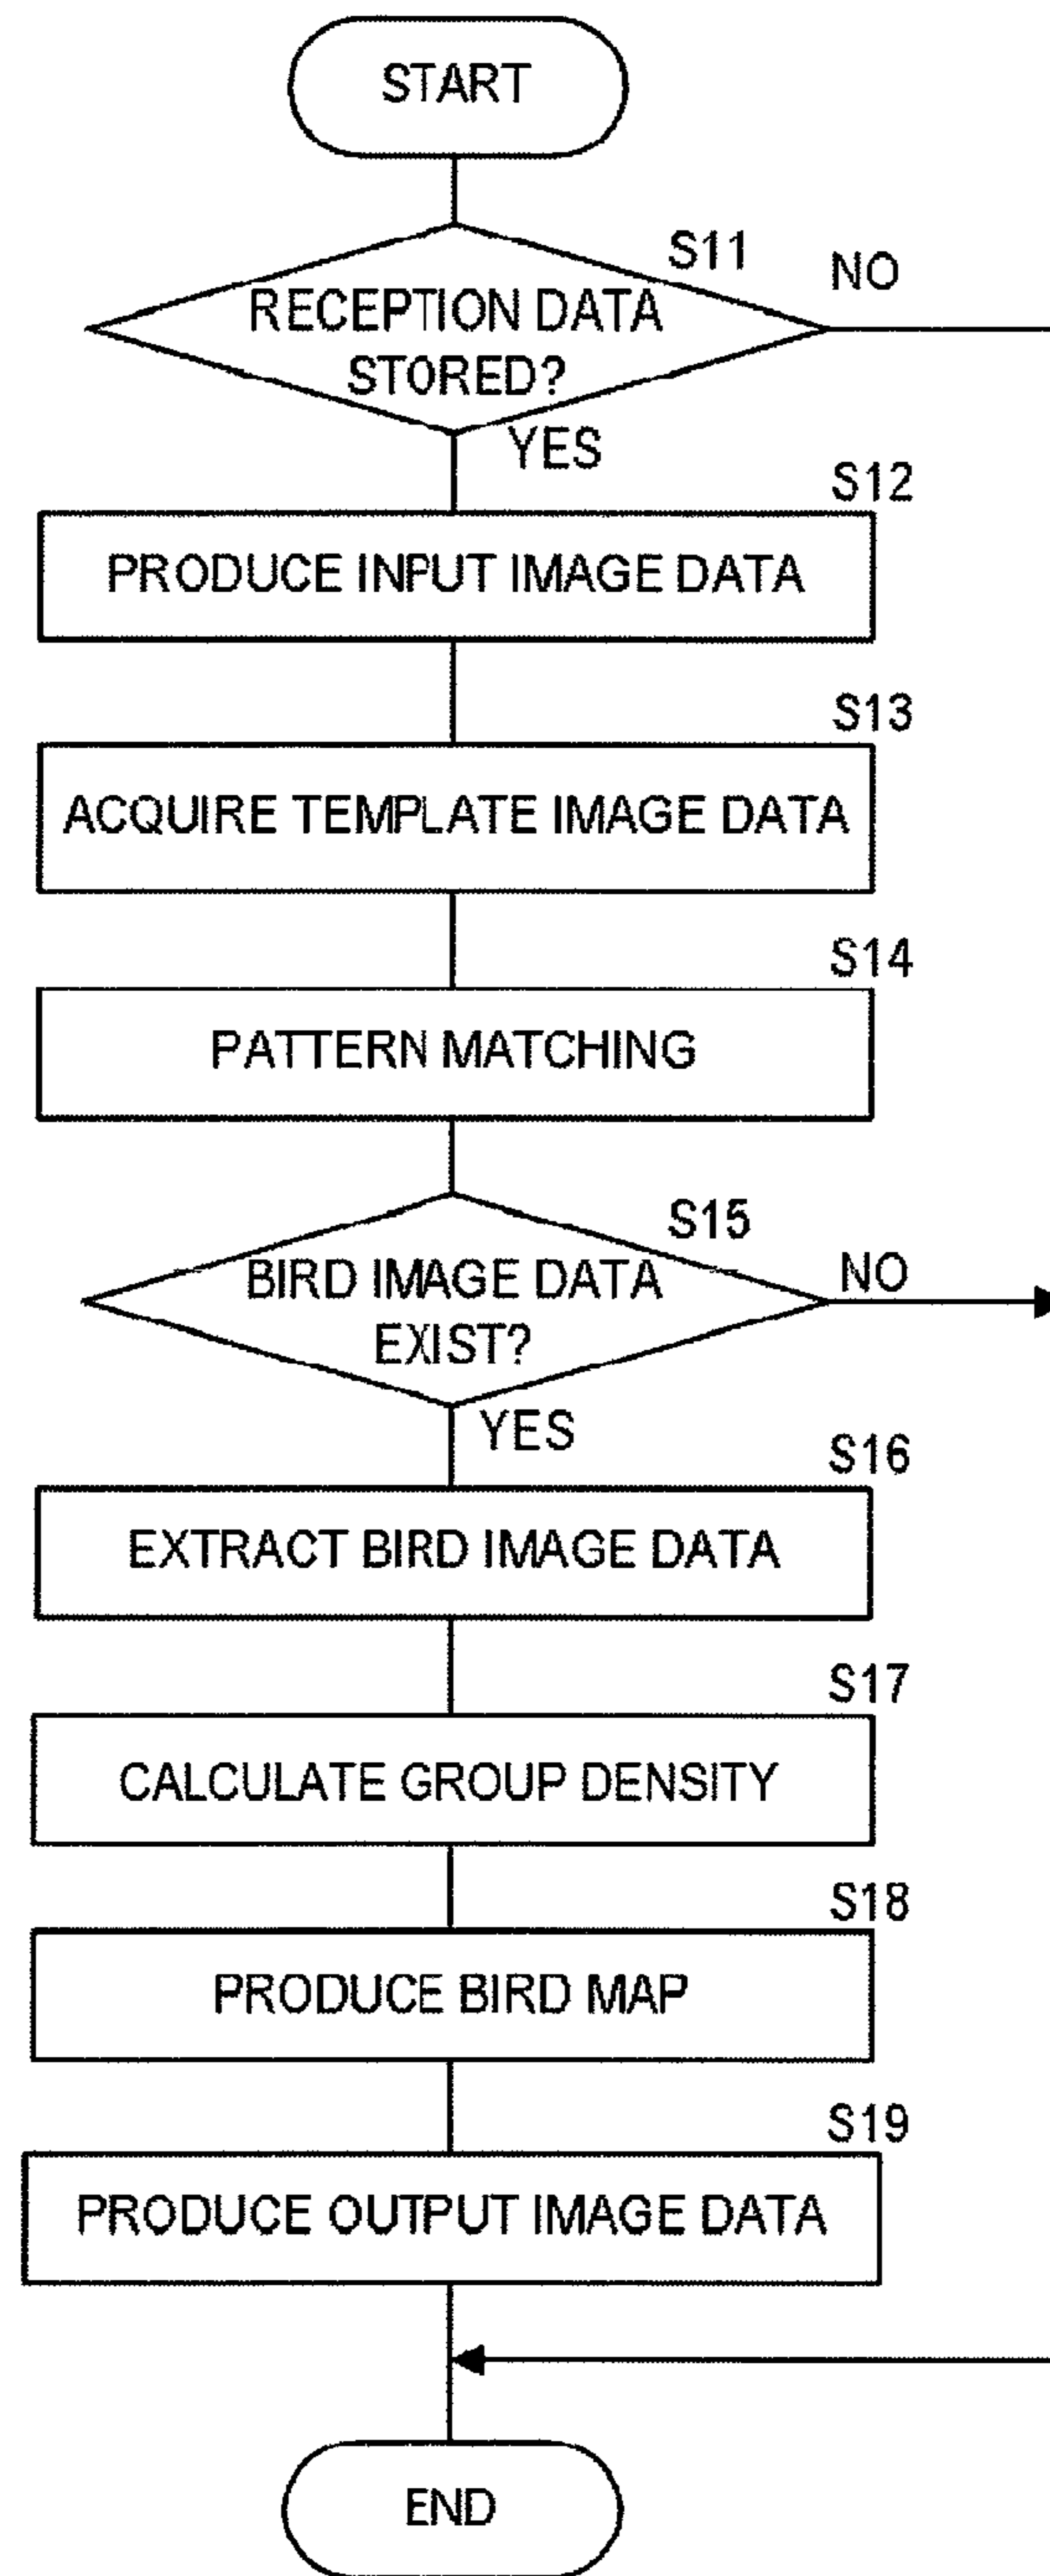 START
S11
NO
RECEPTION DATA
STORED?
YES
S12
PRODUCE INPUT IMAGE DATA
S13
ACQUIRE TEMPLATE IMAGE DATA
S14
PATTERN MATCHING
S15
NO
BIRD IMAGE DATA
EXIST?
YES
S16
EXTRACT BIRD IMAGE DATA
S17
CALCULATE GROUP DENSITY
S18
PRODUCE BIRD MAP
S19
PRODUCE OUTPUT IMAGE DATA
END